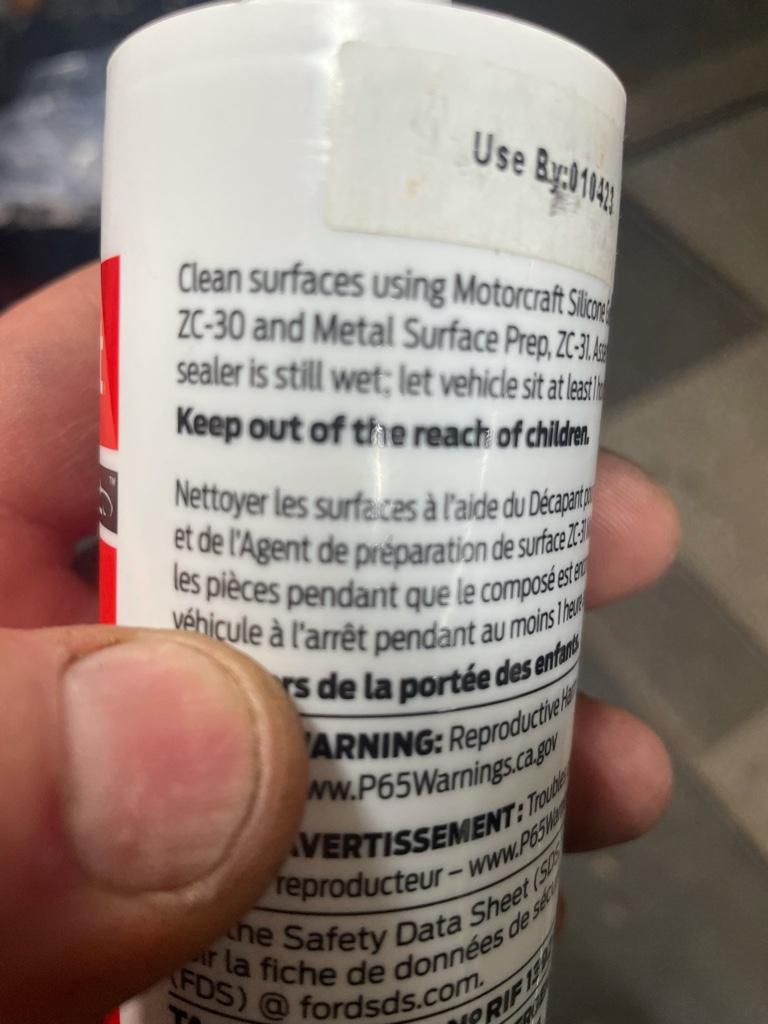 Use By:010423
Clean surfaces using Motorcraft Silicone
ZC-30 and Metal Surface Prep, ZC-31.
sealer is still wet; let vehicle sit at least 1
Keep out of the reach of children.
Nettoyer les surfaces à l'aide du Décapant
et de l'Agent de préparation de surface ZC-31
les pièces pendant que le composé est
véhicule à l'arrêt pendant au moins 1 heure
de la portée des enfants
WARNING: Reproductive
www.P65Warnings.ca.gov
AVERTISSEMENT:
reproducteur – www.P65
the Safety Data Sheet (SDS
la fiche de données de
(FDS) @ fordsds.com.
Nº RIF